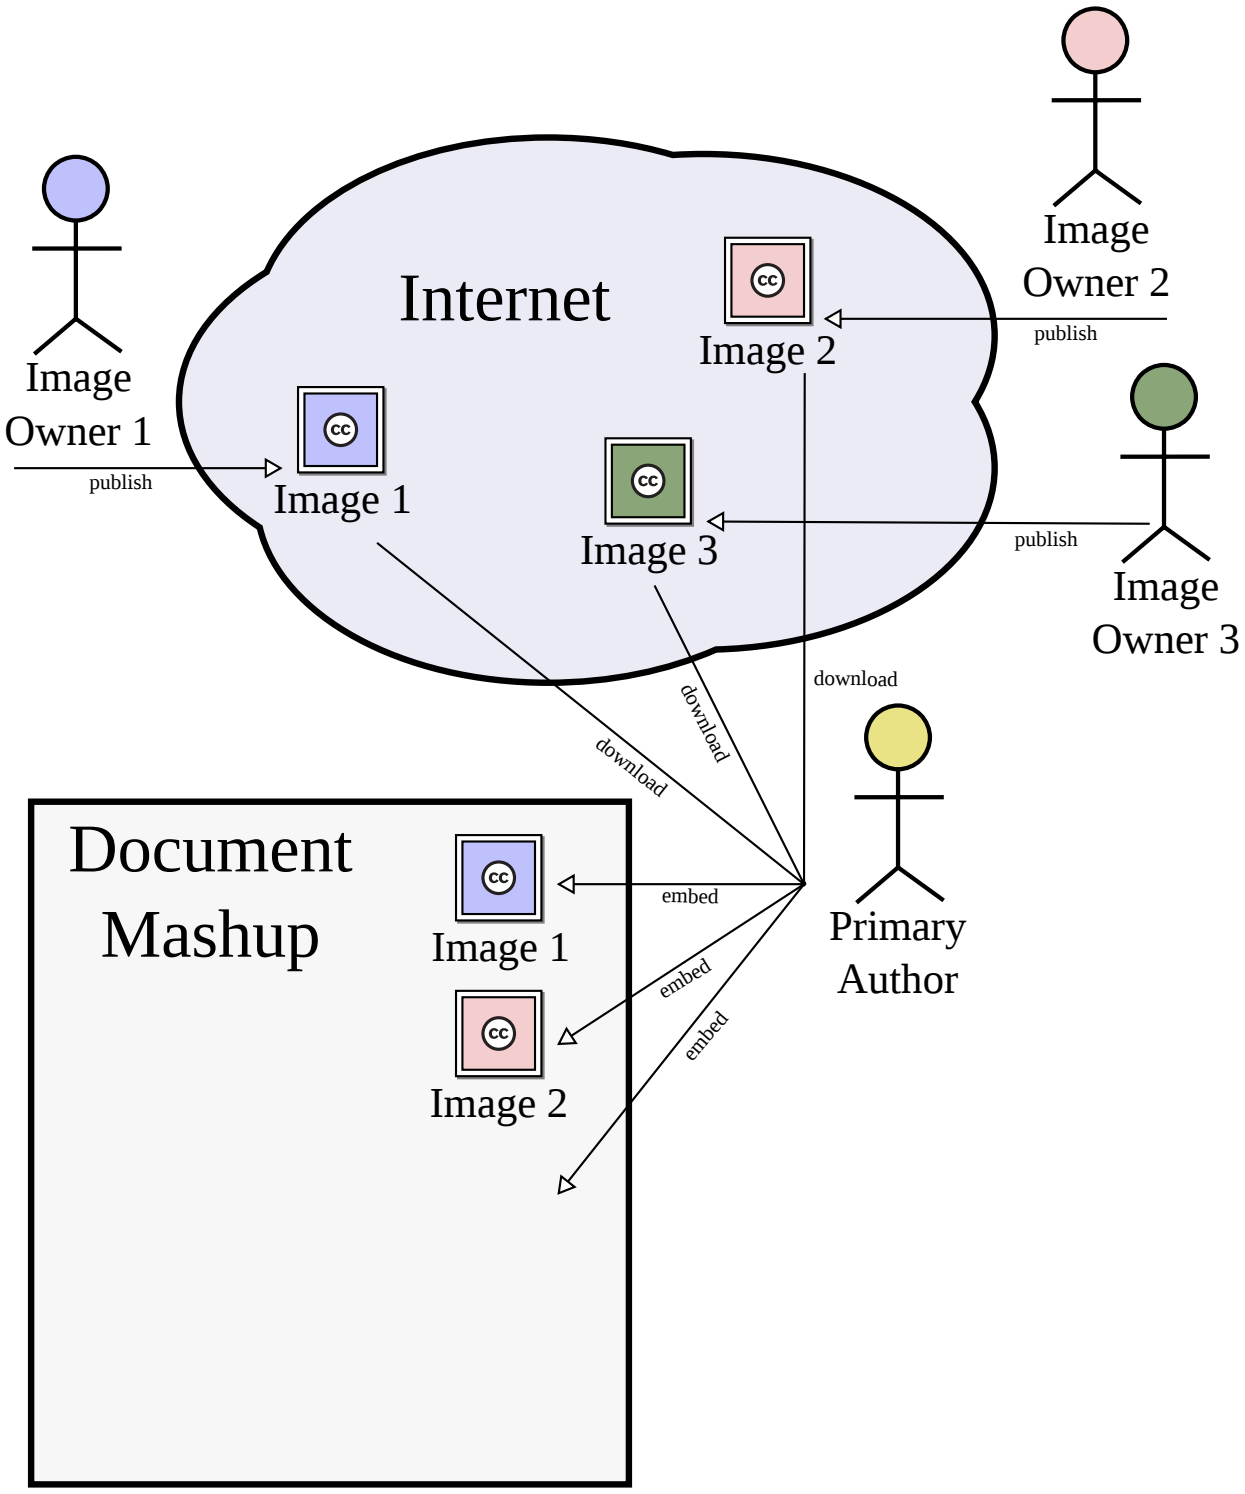 Image
Owner 2
publish
Image
Owner 1
publish
Internet
cc
Image 2
cc
Image 1
cc
Image 3
publish
Image
Owner 3
download
download
download
Primary
Author
Document
Mashup
cc
Image 1
embed
cc
Image 2
embed
embed